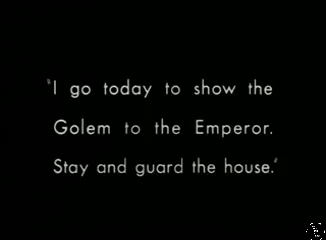 "I go today to show the
Golem to the Emperor.
Stay and guard the house."